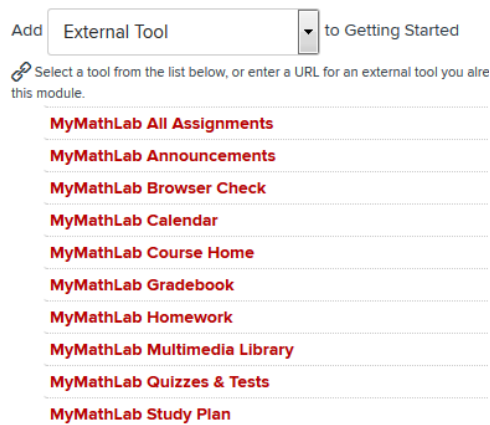 Add External Tool to Getting Started
Select a tool from the list below, or enter a URL for an external tool you
this module.
MyMathLab All Assignments
MyMathLab Announcements
MyMathLab Browser Check
MyMathLab Calendar
MyMathLab Course Home
MyMathLab Gradebook
MyMathLab Homework
MyMathLab Multimedia Library
MyMathLab Quizzes & Tests
MyMathLab Study Plan